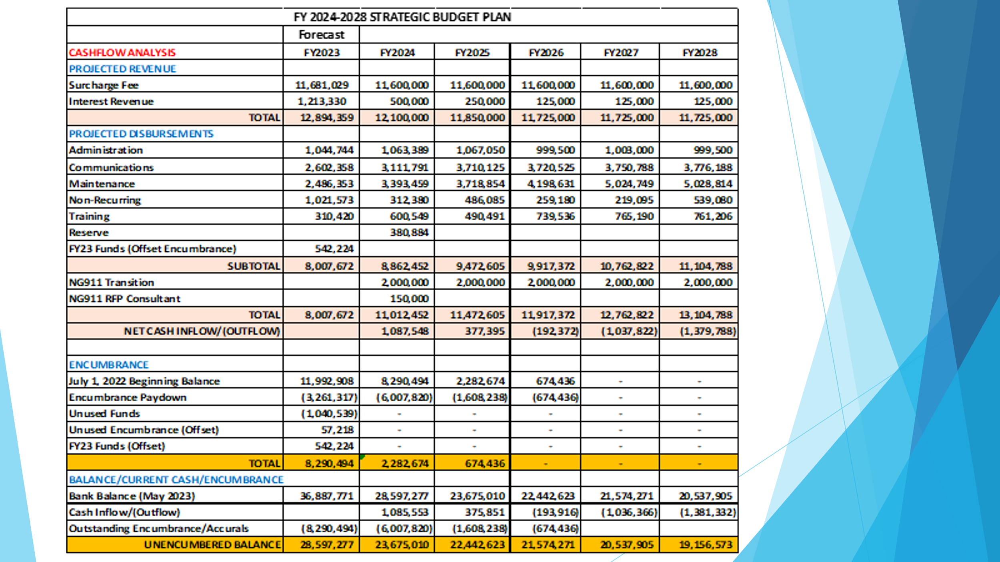 FY 2024-2028 STRATEGIC BUDGET PLAN
Forecast
CASHFLOW ANALYSIS FY2023 FY2024 FY2025 FY2026 FY2027 FY2028
PROJECTED REVENUE
Surcharge Fee 11,681,029 11,600,000 11,600,000 11,600,000 11,600,000 11,600,000
Interest Revenue 1,213,330 500,000 250,000 125,000 125,000 125,000
TOTAL 12,894,359 12,100,000 11,850,000 11,725,000 11,725,000 11,725,000
PROJECTED DISBURSEMENTS
Administration 1,044,744 1,063,389 1,067,050 999,500 1,003,000 999,500
Communications 2,602,358 3,111,791 3,710,125 3,720,525 3,750,788 3,776,188
Maintenance 2,486,353 3,393,459 3,718,854 4,198,631 5,024,749 5,028,814
Non-Recurring 1,021,573 312,380 486,085 259,180 219,095 539,080
Training 310,420 600,549 490,491 739,536 765,190 761,206
Reserve 380,884
FY23 Funds (Offset Encumbrance) 542,224
SUBTOTAL 8,007,672 8,862,452 9,472,605 9,917,372 10,762,822 11,104,788
NG911 Transition 2,000,000 2,000,000 2,000,000 2,000,000 2,000,000
NG911 RFP Consultant 150,000
TOTAL 8,007,672 11,012,452 11,472,605 11,917,372 12,762,822 13,104,788
NET CASH INFLOW/(OUTFLOW) 1,087,548 377,395 (192,372) (1,037,822) (1,379,788)
ENCUMBRANCE
July 1, 2022 Beginning Balance 11,992,908 8,290,494 2,282,674 674,436 - -
Encumbrance Paydown (3,261,317) (6,007,820) (1,608,238) (674,436) - -
Unused Funds (1,040,539) - - - - -
Unused Encumbrance (Offset) 57,218 - - - - -
FY23 Funds (Offset) 542,224 - - - - -
TOTAL 8,290,494 2,282,674 674,436 - - -
BALANCE/CURRENT CASH/ENCUMBRANCE
Bank Balance (May 2023) 36,887,771 28,597,277 23,675,010 22,442,623 21,574,271 20,537,905
Cash Inflow/(Outflow) 1,085,553 375,851 (193,916) (1,036,366) (1,381,332)
Outstanding Encumbrance/Accurals (8,290,494) (6,007,820) (1,608,238) (674,436)
UNENCUMBERED BALANCE 28,597,277 23,675,010 22,442,623 21,574,271 20,537,905 19,156,573